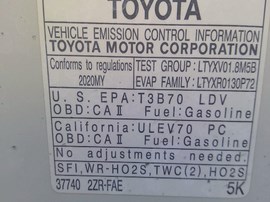 TOYOTA
VEHICLE EMISSION CONTROL INFORMATION
TOYOTA MOTOR CORPORATION
Conforms to regulations TEST GROUP: LTYXV01.8M5B
2020MY EVAP FAMILY: LTYXR0130P72
U. S. EPA: T3B70 LDV
OBD: CA II Fuel: Gasoline
California: ULEV70 PC
OBD: CA II Fuel: Gasoline
No adjustments needed.
SFI, WR-HO2S, TWC(2), HO2S
37740 2ZR-FAE 5K